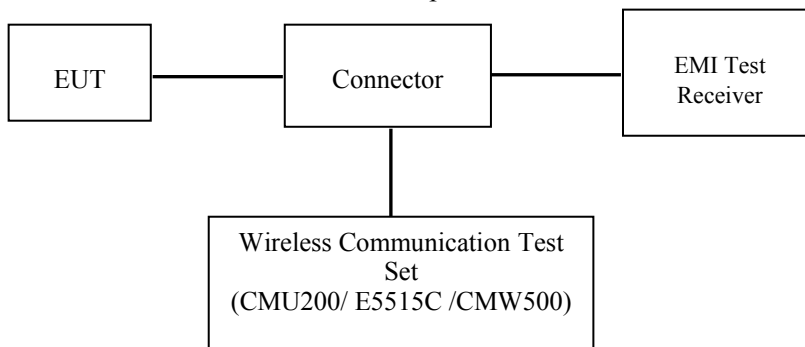 EUT
Connector
EMI Test
Receiver
Wireless Communication Test
Set
(CMU200/ E5515C /CMW500)